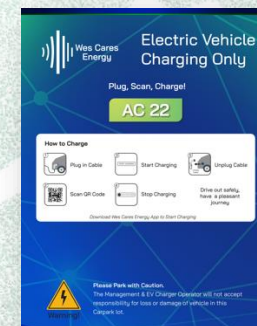 Wes Cares
Energy
Electric Vehicle
Charging Only
Plug, Scan, Charge!
AC 22
How to Charge
Plug in Cable
Start Charging
Unplug Cable
Scan QR Code
Stop Charging
Drive out safely,
have a pleasant
journey
Download Wes Cares Energy App to Start Charging
Warning!
Please Park with Caution.
The Management & EV Charger Operator will not accept
responsibility for loss or damage of vehicle in this
Carpark lot.